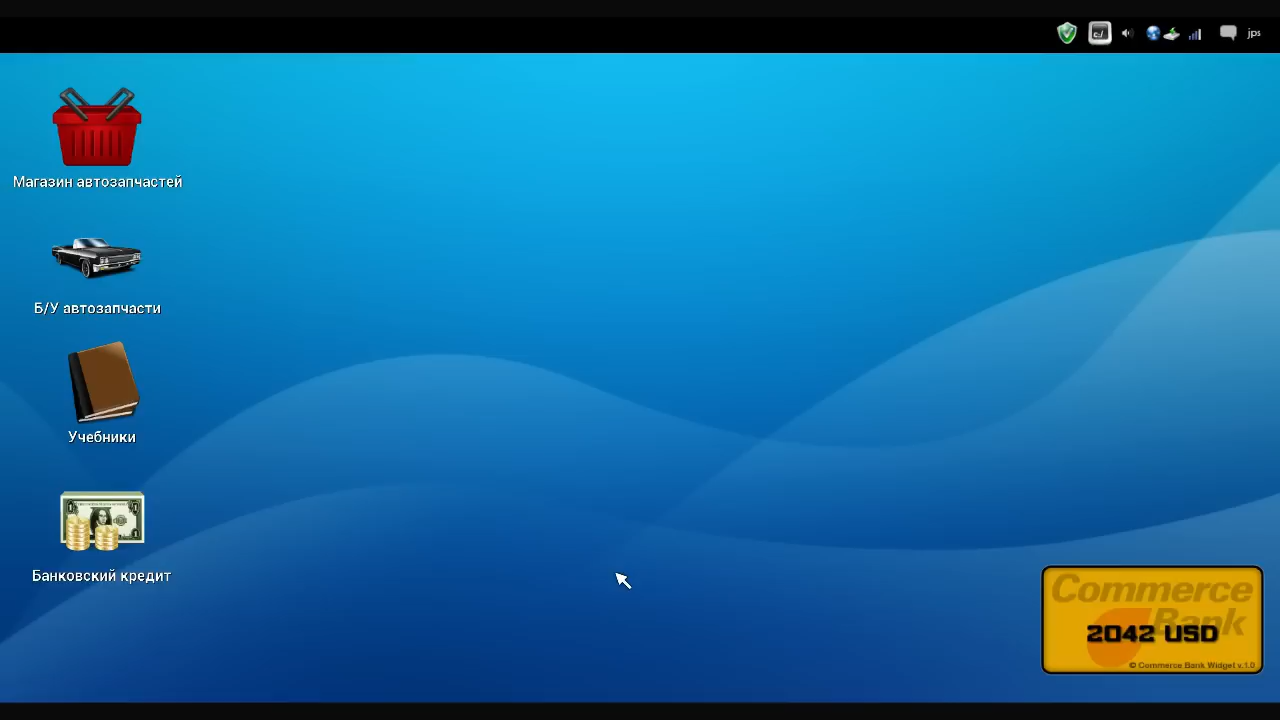 c:/
jps
Магазин автозапчастей
Б/У автозапчасти
Учебники
Банковский кредит
Commerce
Bank
2042 USD
© Commerce Bank Widget v.1.0